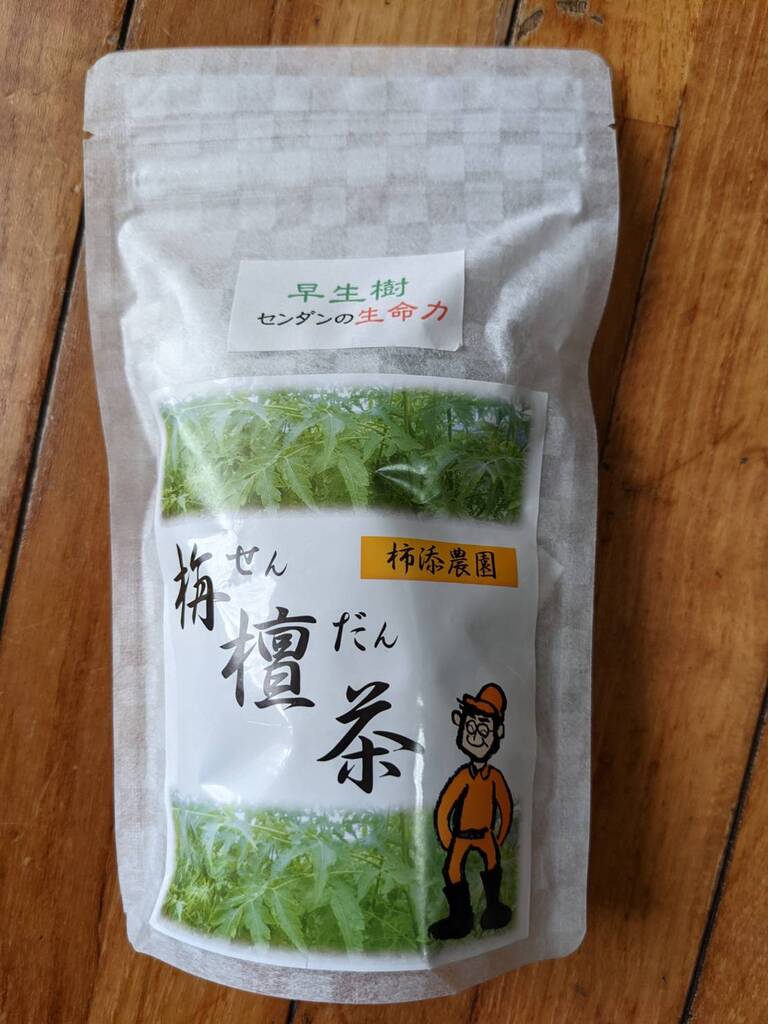 早生樹
センダンの生命力
柿添農園
栴檀茶
せん
だん